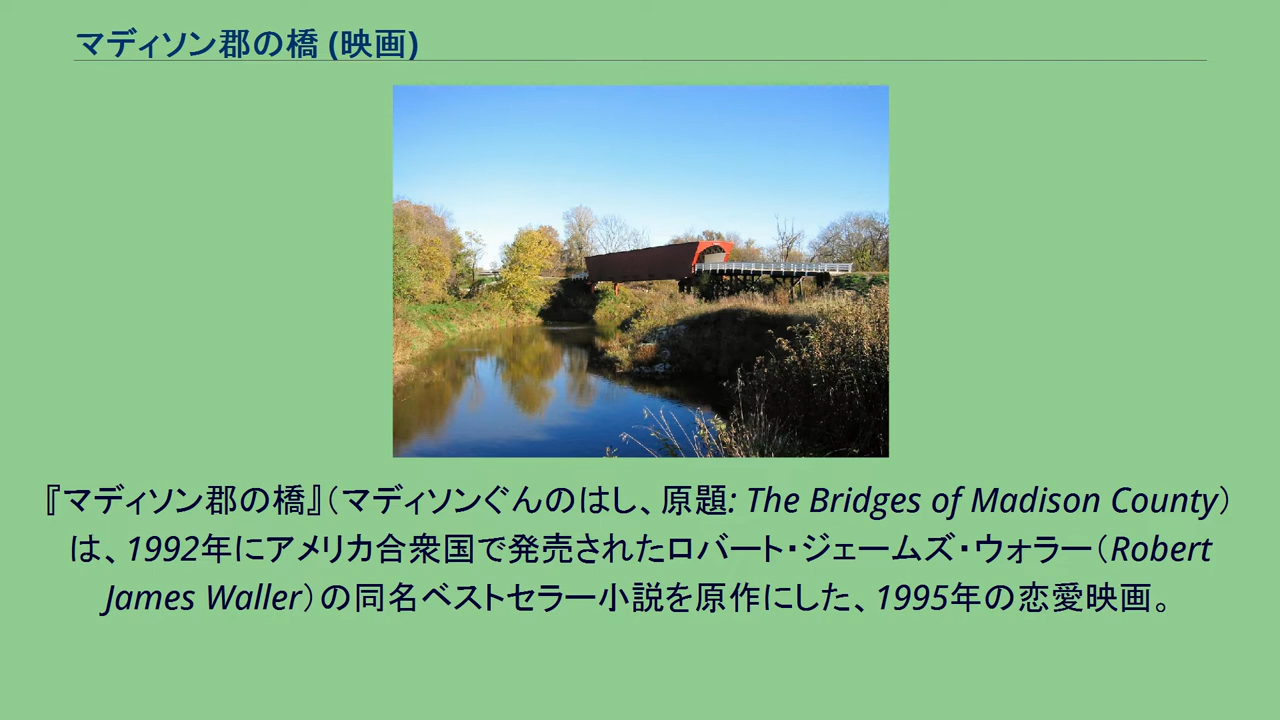 マディソン郡の橋 (映画)
『マディソン郡の橋』（マディソンぐんのはし、原題: The Bridges of Madison County）
は、1992年にアメリカ合衆国で発売されたロバート・ジェームズ・ウォラー（Robert
James Waller）の同名ベストセラー小説を原作にした、1995年の恋愛映画。